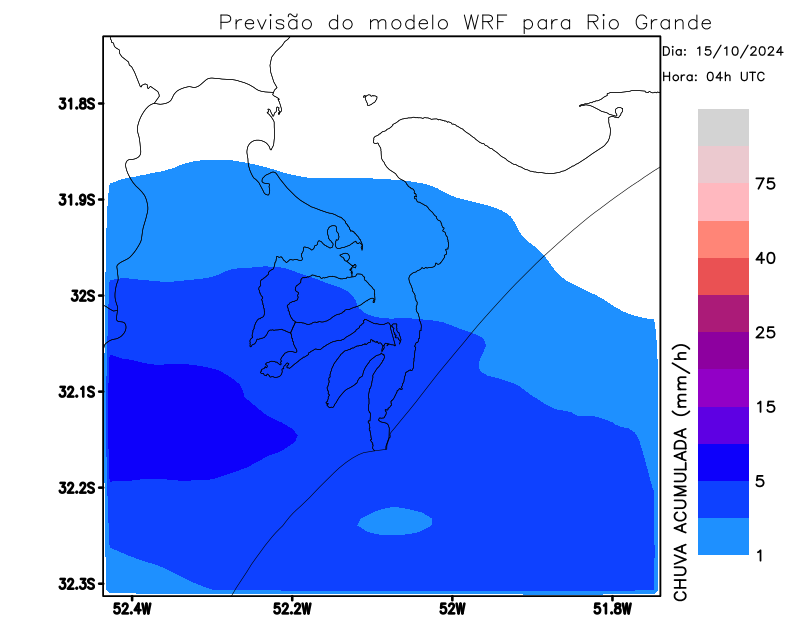 Previsão do modelo WRF para Rio Grande
Dia: 15/10/2024
Hora: 04h UTC
31.8S
31.9S
32S
32.1S
32.2S
32.3S
52.4W
52.2W
52W
51.8W
75
40
25
15
5
1
CHUVA ACUMULADA (mm/h)